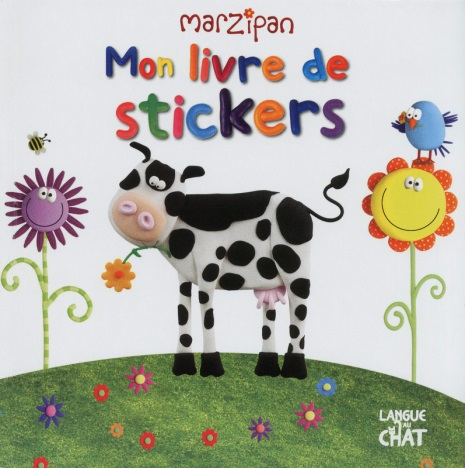 marzipan
Mon livre de
stickers
LANGUE
AU
CHAT